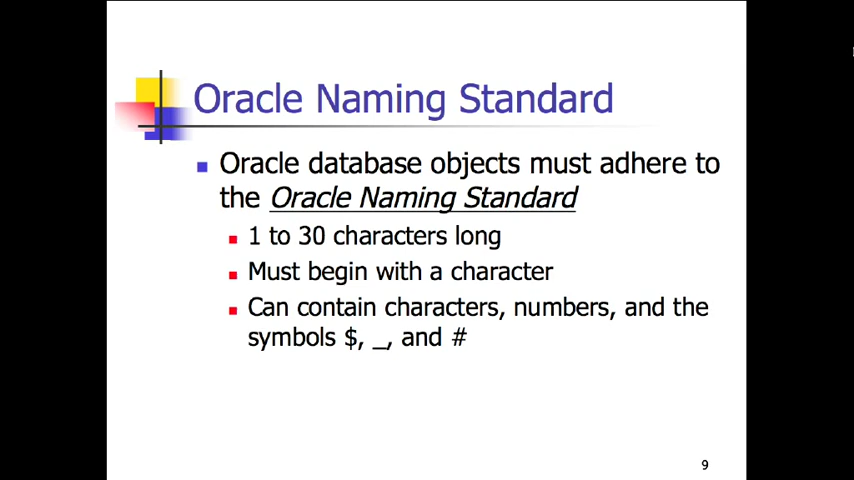 Oracle Naming Standard
Oracle database objects must adhere to
the Oracle Naming Standard
1 to 30 characters long
Must begin with a character
Can contain characters, numbers, and the
symbols $, _, and #
9